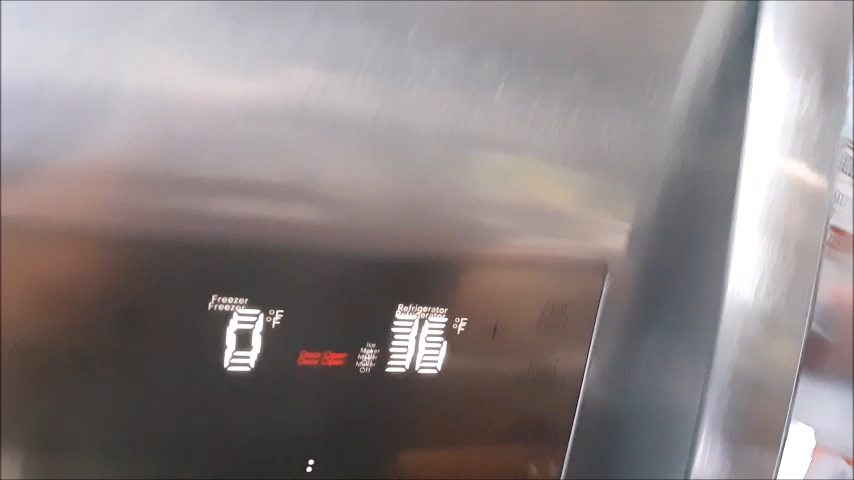 Freezer
0 °F
Door Open
Ice
Maker
Off
Refrigerator
36 °F